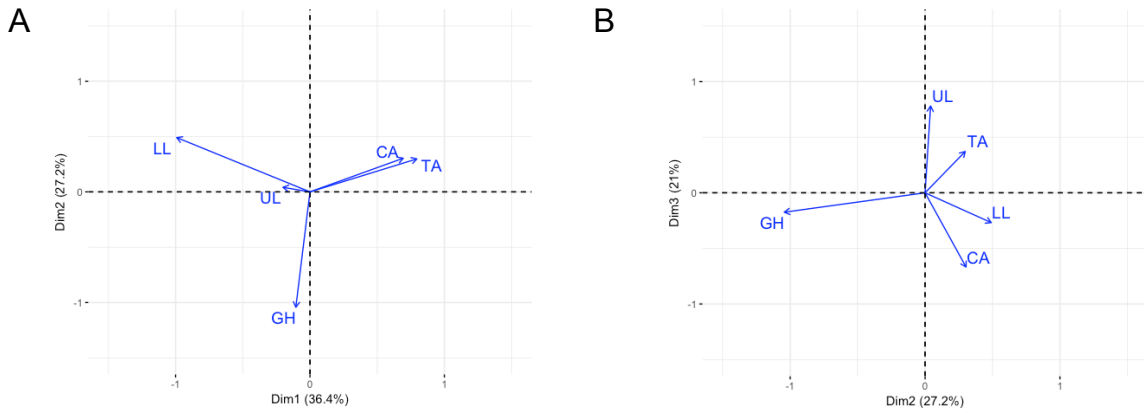 A
1
0
-1
Dim2 (27.2%)
LL
UL
CA
TA
GH
-1
0
1
Dim1 (36.4%)
B
1
0
-1
Dim3 (21%)
UL
TA
GH
LL
CA
-1
0
1
Dim2 (27.2%)